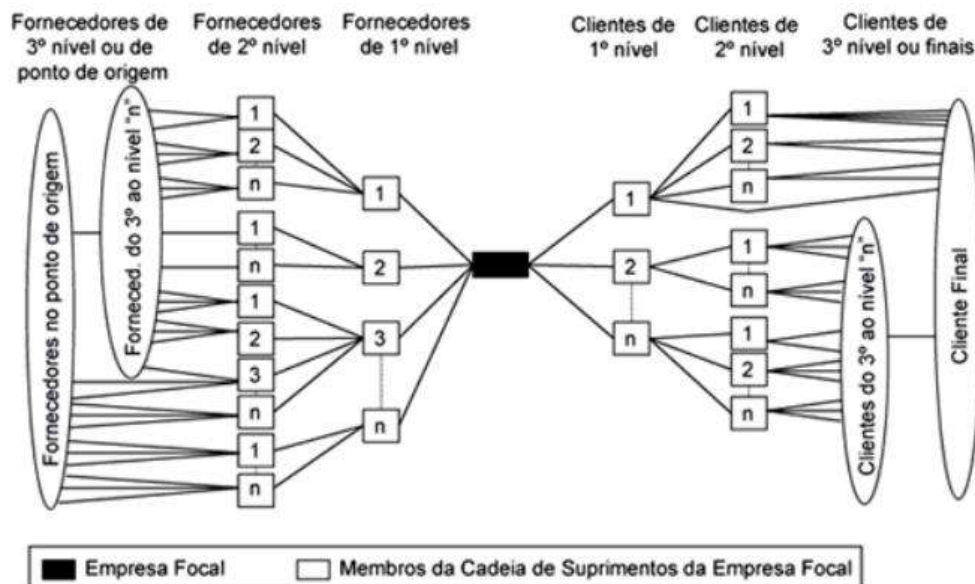 Fornecedores de
3º nível ou de
ponto de origem
Fornecedores
de 2º nível
Fornecedores
de 1º nível
Clientes de
1º nível
Clientes de
2º nível
Clientes de
3º nível ou finais
Fornecedores no ponto de origem
Forneced. do 3º ao nível "n"
1
2
n
1
n
1
2
3
n
1
n
1
2
3
n
1
2
n
1
2
n
1
n
1
2
n
Clientes do 3º ao nível "n"
Cliente Final
Empresa Focal
Membros da Cadeia de Suprimentos da Empresa Focal